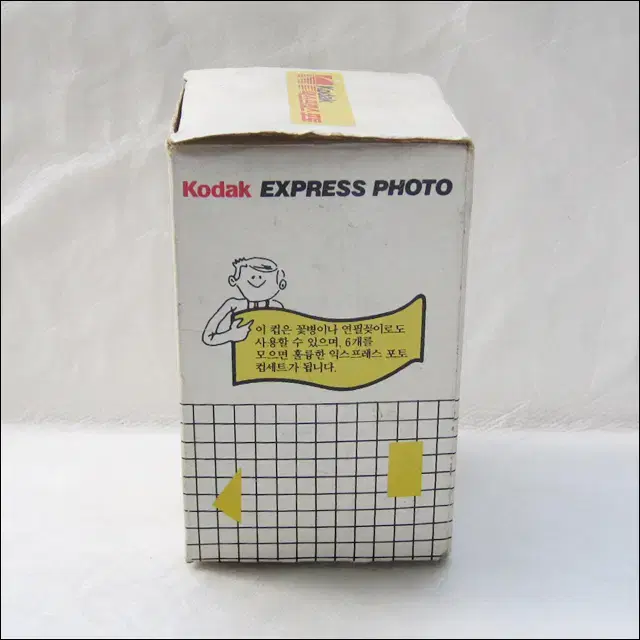 Kodak
Kodak EXPRESS PHOTO
이 컵은 꽃병이나 연필꽂이로도
사용할 수 있으며, 6개를
모으면 훌륭한 익스프레스 포토
컵세트가 됩니다.